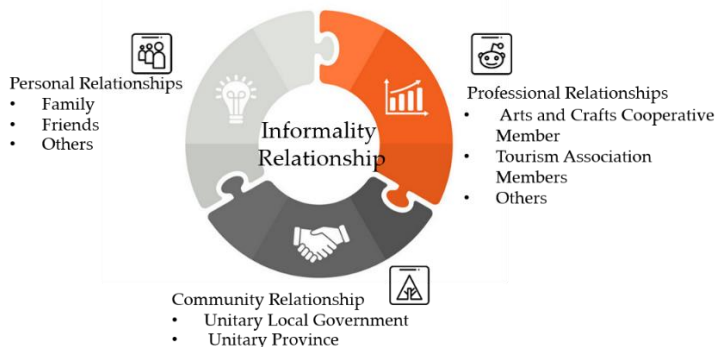 Personal Relationships
• Family
• Friends
• Others
Informality
Relationship
Professional Relationships
• Arts and Crafts Cooperative
Member
• Tourism Association
Members
• Others
Community Relationship
• Unitary Local Government
• Unitary Province